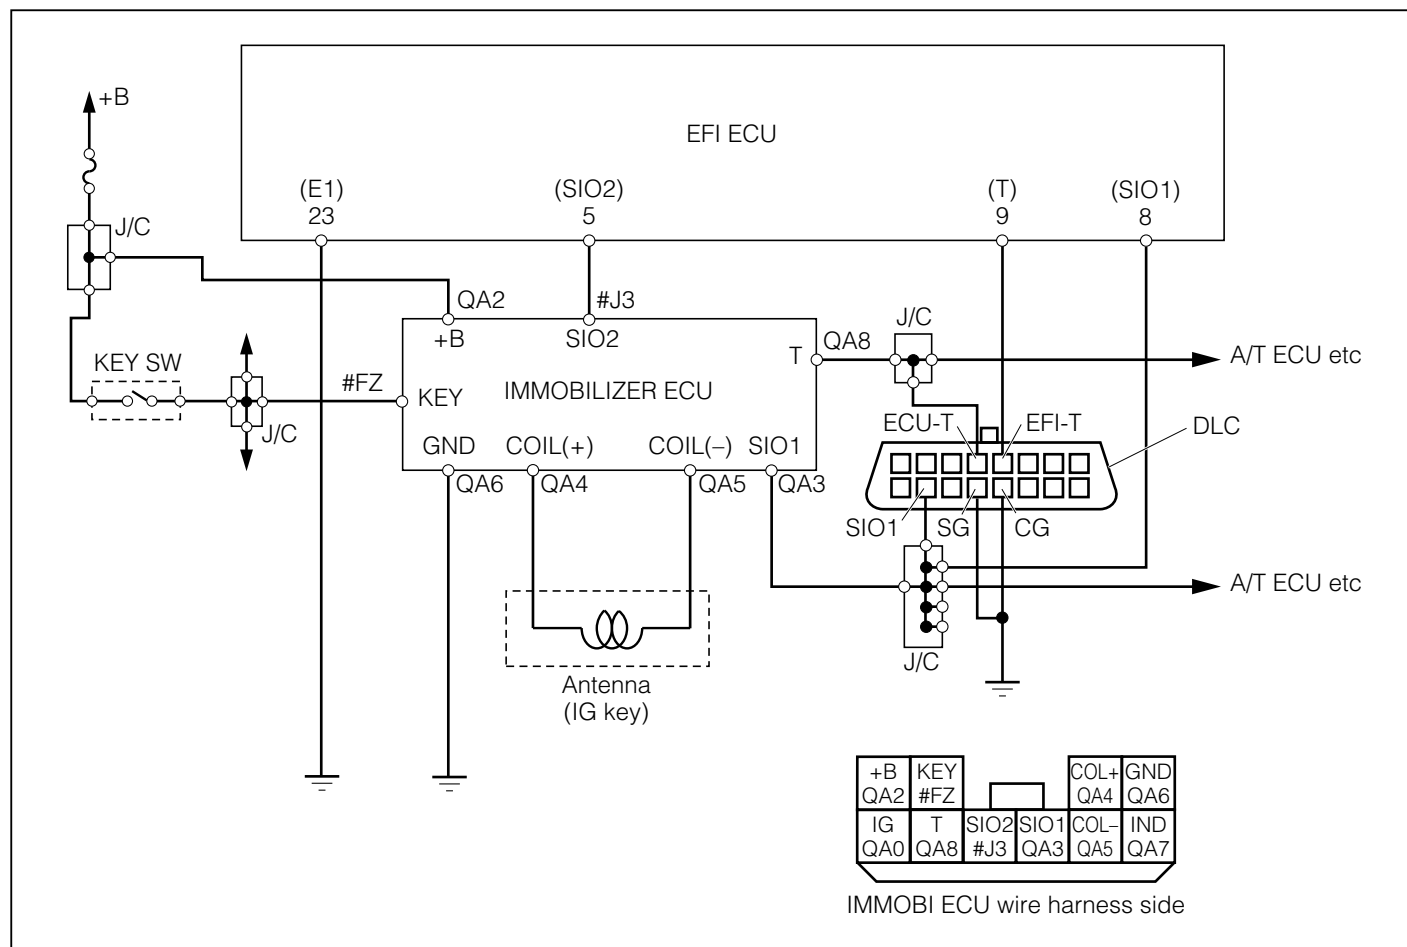 +B
EFI ECU
(E1)
23
(SIO2)
5
(T)
9
(SIO1)
8
J/C
QA2
#J3
+B
SIO2
J/C
QA8
T
A/T ECU etc
KEY SW
#FZ
KEY
IMMOBILIZER ECU
J/C
ECU-T
EFI-T
DLC
GND
COIL(+)
COIL(–)
SIO1
QA6
QA4
QA5
QA3
SIO1
SG
CG
A/T ECU etc
J/C
Antenna
(IG key)
+B
QA2
KEY
#FZ
COL+
QA4
GND
QA6
IG
QA0
T
QA8
SIO2
#J3
SIO1
QA3
COL–
QA5
IND
QA7
IMMOBI ECU wire harness side